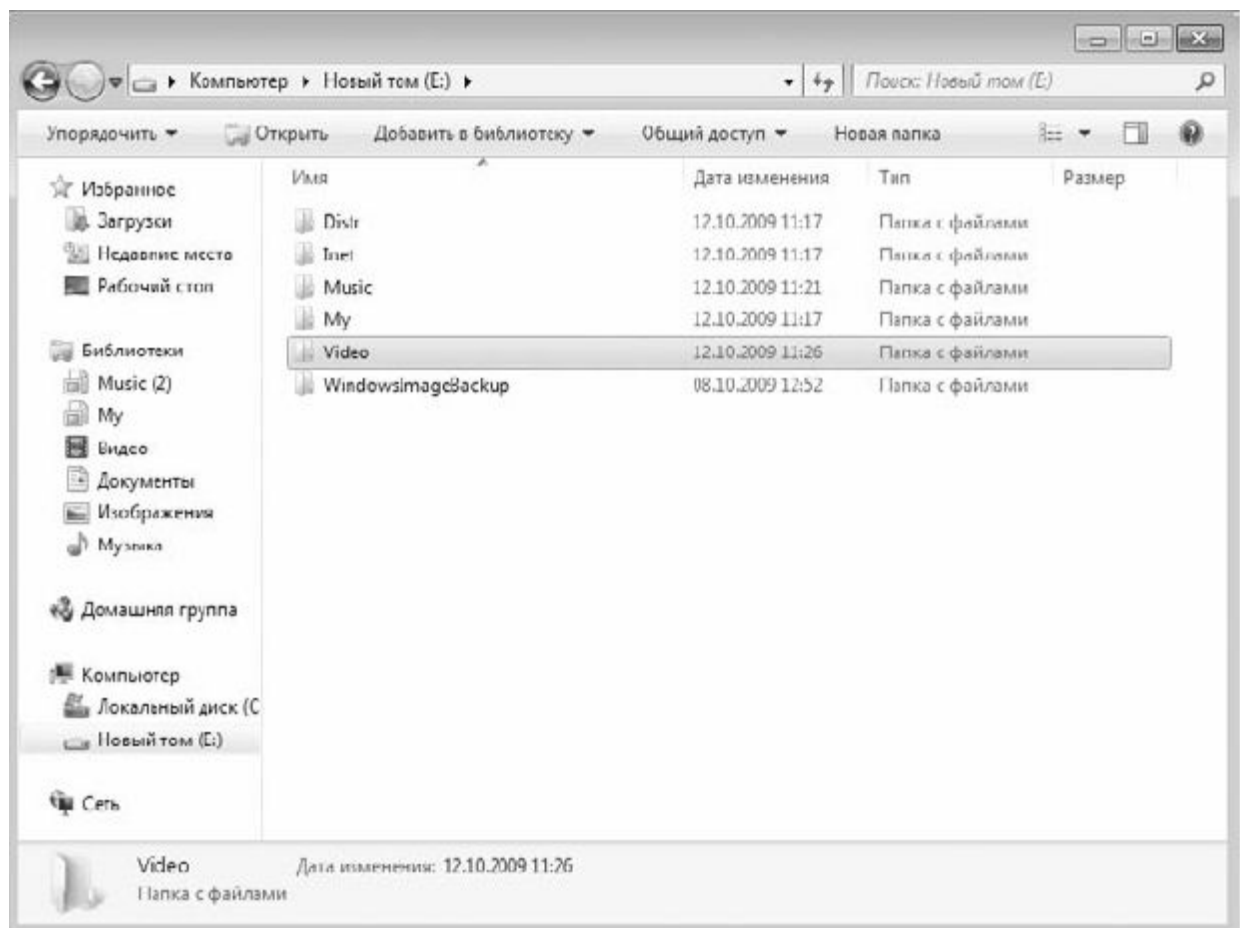 Компьютер ▸ Новый том (E:) ▸ Поиск: Новый том (E:)
Упорядочить Открыть Добавить в библиотеку Общий доступ Новая папка
Имя Дата изменения Тип Размер
Избранное
Загрузки
Недавние места
Рабочий стол
Библиотеки
Music (2)
My
Видео
Документы
Изображения
Музыка
Домашняя группа
Компьютер
Локальный диск (C
Новый том (E:)
Сеть
Distr 12.10.2009 11:17 Папка с файлами
Inet 12.10.2009 11:17 Папка с файлами
Music 12.10.2009 11:21 Папка с файлами
My 12.10.2009 11:17 Папка с файлами
Video 12.10.2009 11:26 Папка с файлами
WindowsImageBackup 08.10.2009 12:52 Папка с файлами
Video Дата изменения: 12.10.2009 11:26
Папка с файлами